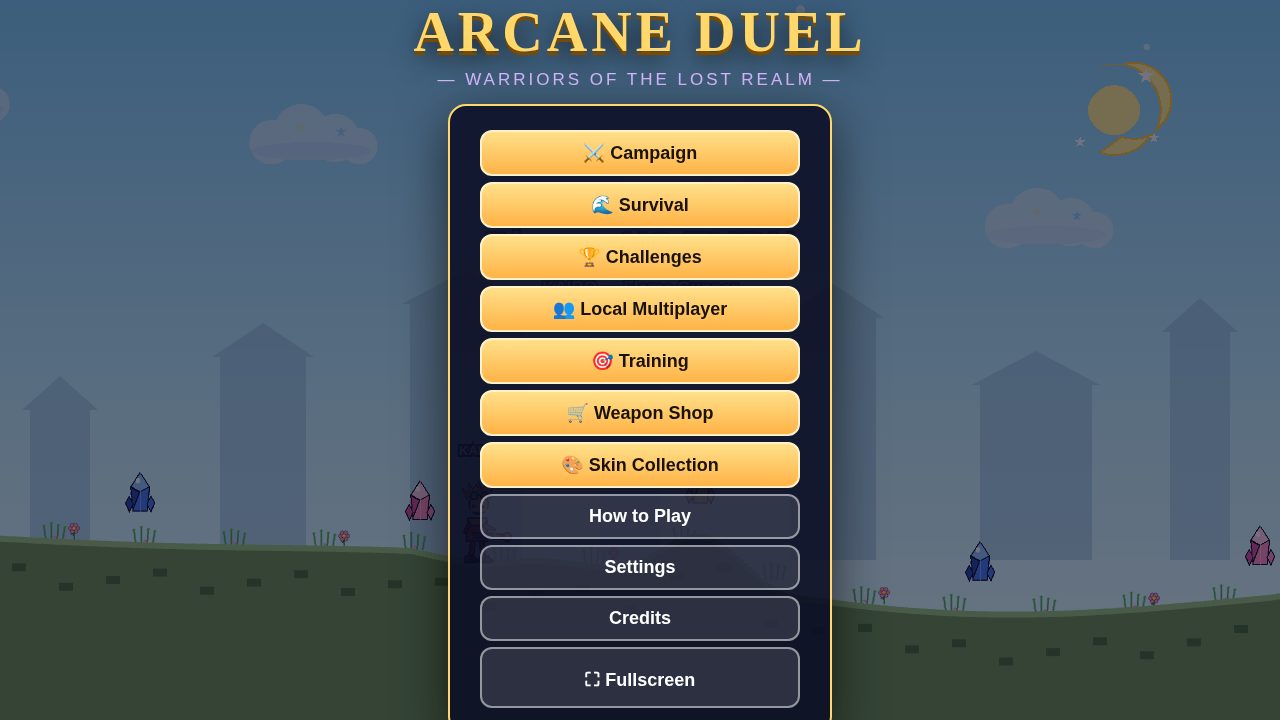 ARCANE DUEL
— WARRIORS OF THE LOST REALM —
⚔️ Campaign
🌊 Survival
🏆 Challenges
👥 Local Multiplayer
🎯 Training
🛒 Weapon Shop
🎨 Skin Collection
How to Play
Settings
Credits
⛶ Fullscreen